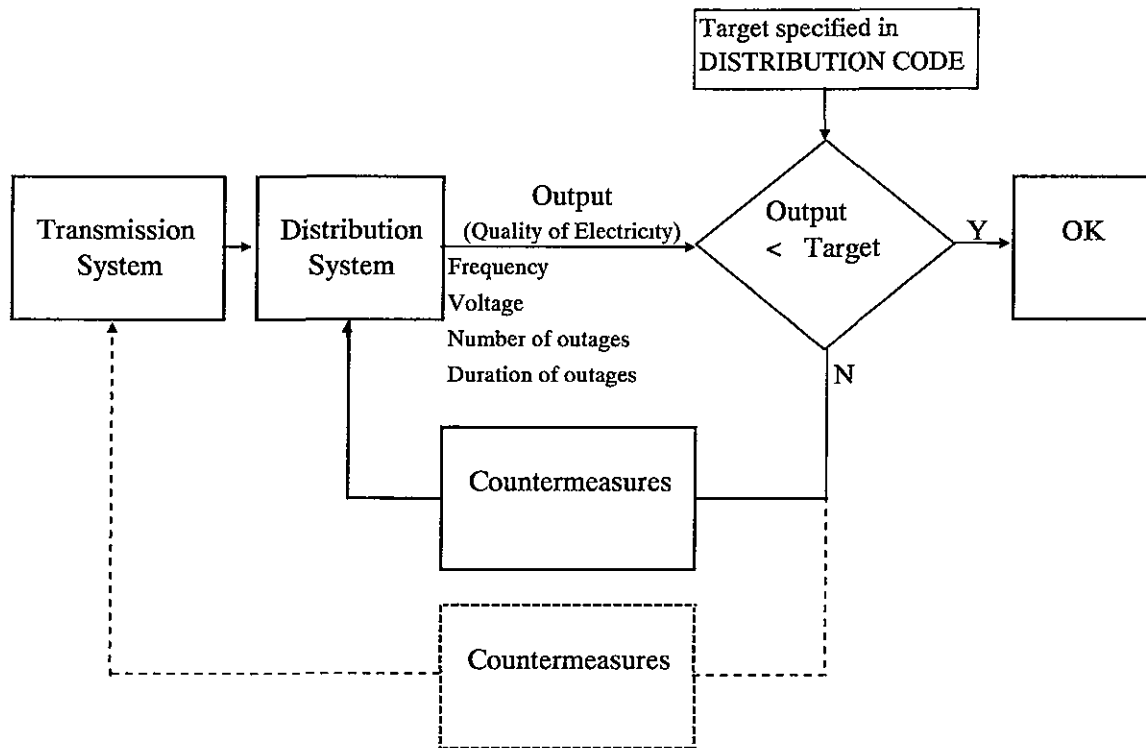 Target specified in
DISTRIBUTION CODE
Transmission
System
Distribution
System
Output
(Quality of Electricity)
Frequency
Voltage
Number of outages
Duration of outages
Output
< Target
Y
OK
N
Countermeasures
Countermeasures